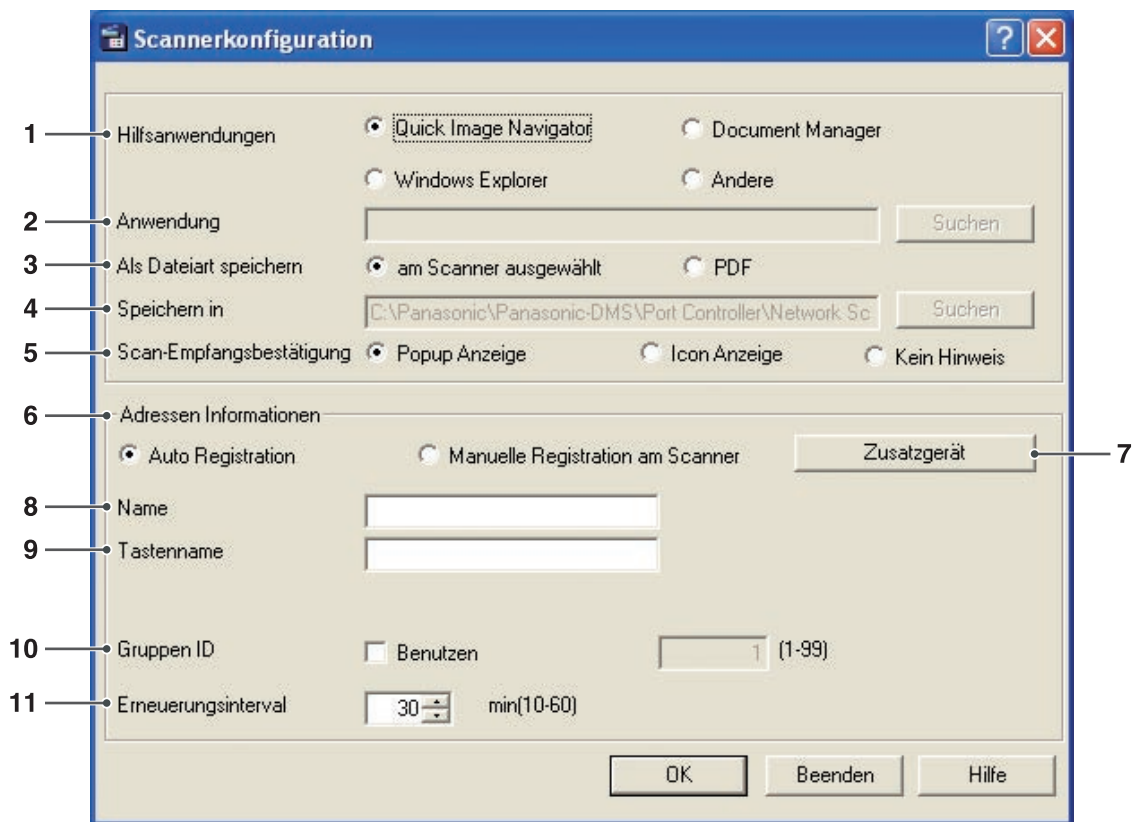 Scannerkonfiguration
1 Hilfsanwendungen Quick Image Navigator Document Manager
Windows Explorer Andere
2 Anwendung Suchen
3 Als Dateiart speichern am Scanner ausgewählt PDF
4 Speichern in C:\Panasonic\Panasonic-DMS\Port Controller\Network Sc Suchen
5 Scan-Empfangsbestätigung Popup Anzeige Icon Anzeige Kein Hinweis
6 Adressen Informationen
Auto Registration Manuelle Registration am Scanner Zusatzgerät 7
8 Name
9 Tastenname
10 Gruppen ID Benutzen 1 (1-99)
11 Erneuerungsinterval 30 min(10-60)
OK Beenden Hilfe